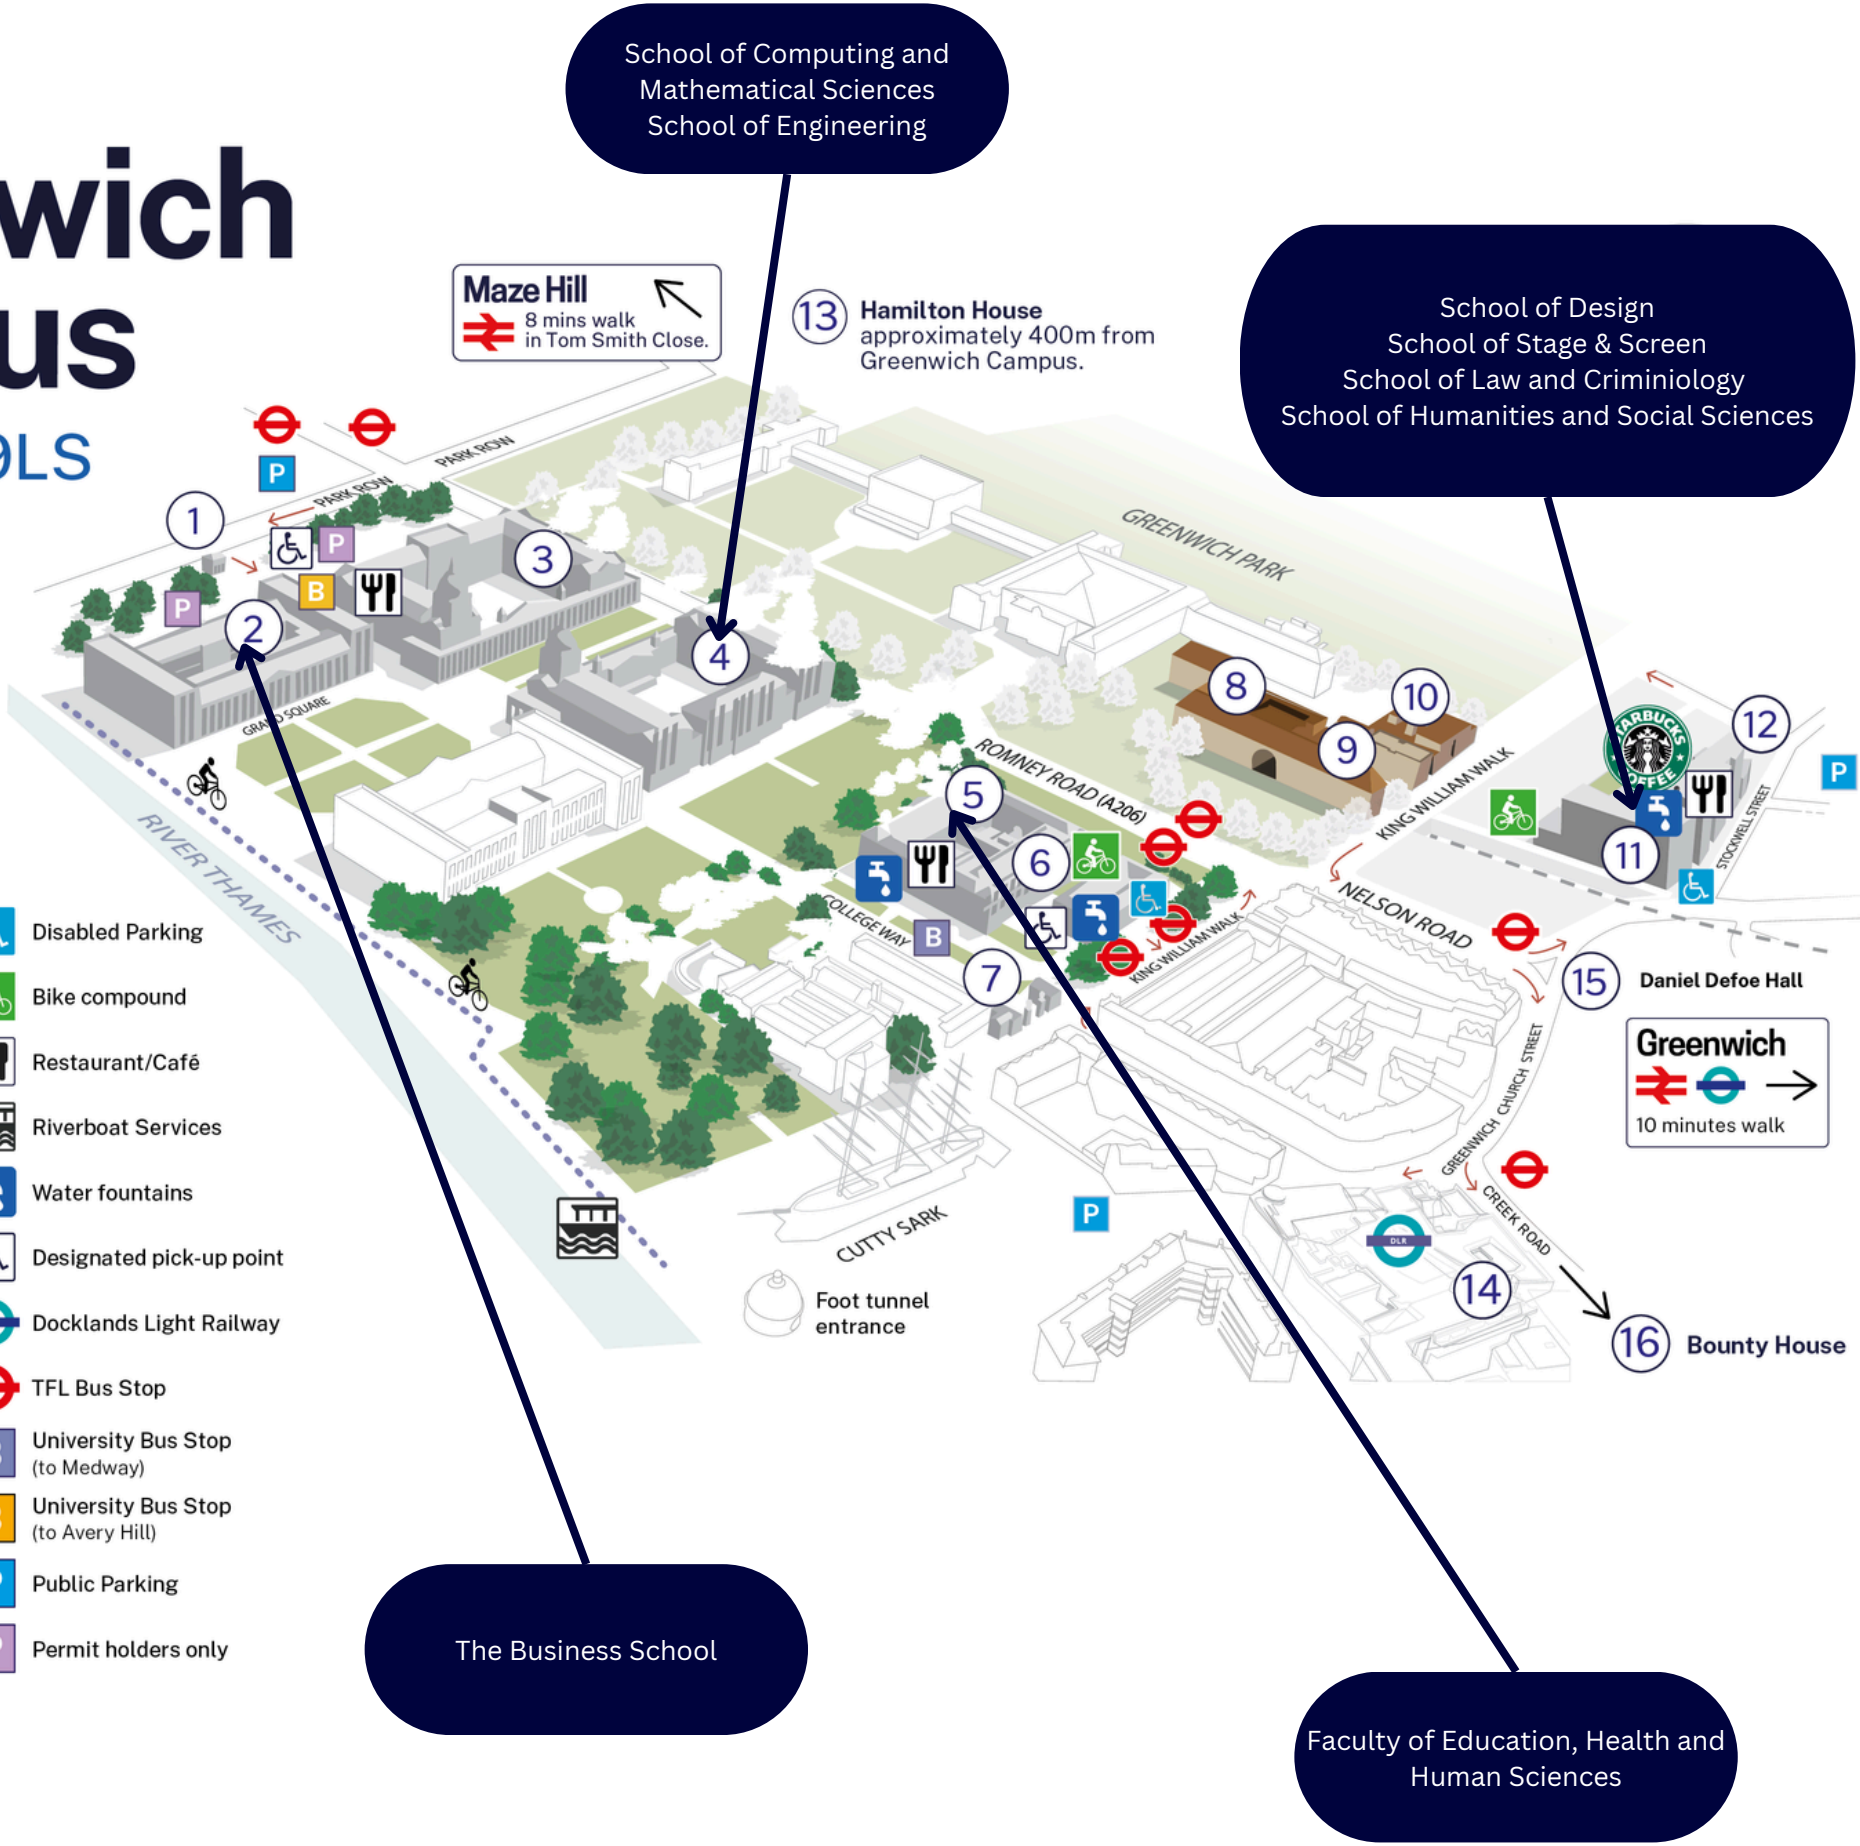 School of Computing and
Mathematical Sciences
School of Engineering
wich
us
9LS
Maze Hill
8 mins walk
in Tom Smith Close.
13
Hamilton House
approximately 400m from
Greenwich Campus.
School of Design
School of Stage & Screen
School of Law and Criminiology
School of Humanities and Social Sciences
P
PARK ROW
PARK ROW
1
P
3
B
P
2
4
GREENWICH PARK
GRAND SQUARE
8
10
9
12
STARBUCKS
COFFEE
P
ROMNEY ROAD (A206)
KING WILLIAM WALK
STOCKWELL STREET
5
6
11
RIVER THAMES
COLLEGE WAY
B
KING WILLIAM WALK
NELSON ROAD
7
15
Daniel Defoe Hall
Greenwich
10 minutes walk
GREENWICH CHURCH STREET
CREEK ROAD
P
CUTTY SARK
DLR
14
16
Bounty House
Foot tunnel
entrance
Disabled Parking
Bike compound
Restaurant/Café
Riverboat Services
Water fountains
Designated pick-up point
Docklands Light Railway
TFL Bus Stop
University Bus Stop
(to Medway)
University Bus Stop
(to Avery Hill)
Public Parking
Permit holders only
The Business School
Faculty of Education, Health and
Human Sciences